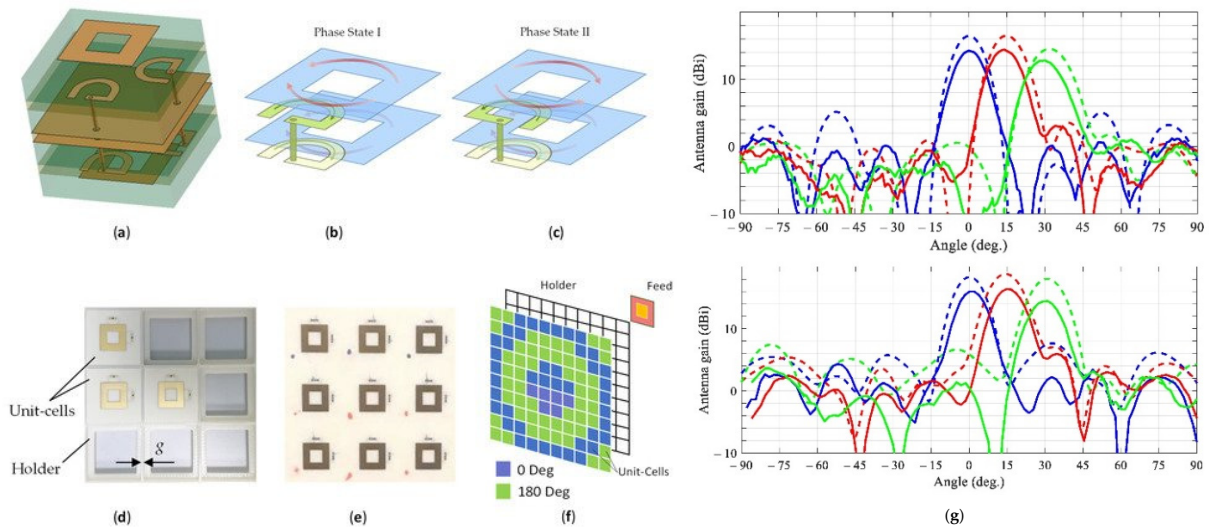 Phase State I
Phase State II
(a)
(b)
(c)
Unit-cells
Holder
g
(d)
(e)
Holder
Feed
Unit-Cells
0 Deg
180 Deg
(f)
Antenna gain (dBi)
10
0
−10
−90 −75 −60 −45 −30 −15 0 15 30 45 60 75 90
Angle (deg.)
Antenna gain (dBi)
10
0
−10
−90 −75 −60 −45 −30 −15 0 15 30 45 60 75 90
Angle (deg.)
(g)